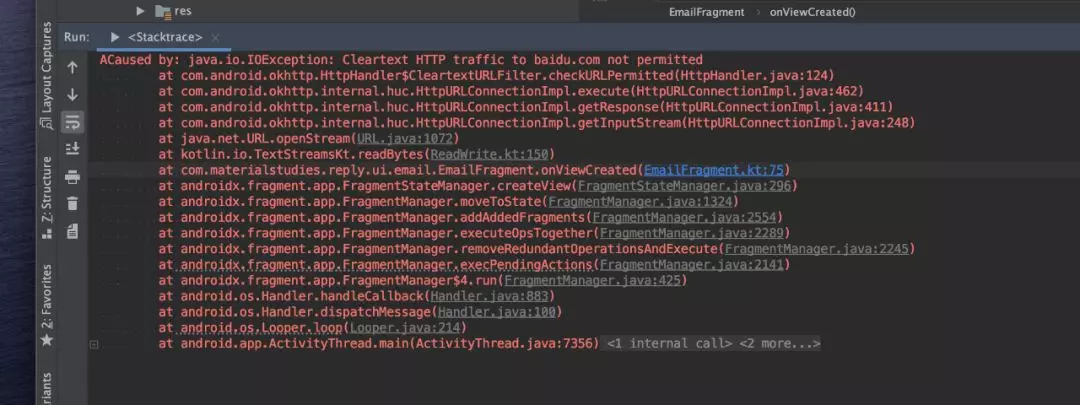 res
EmailFragment
onViewCreated()
Run:
<Stacktrace>
Layout Captures
ACaused by: java.io.IOException: Cleartext HTTP traffic to baidu.com not permitted
at com.android.okhttp.HttpHandler$CleartextURLFilter.checkURLPermitted(HttpHandler.java:124)
at com.android.okhttp.internal.huc.HttpURLConnectionImpl.execute(HttpURLConnectionImpl.java:462)
at com.android.okhttp.internal.huc.HttpURLConnectionImpl.getResponse(HttpURLConnectionImpl.java:411)
at com.android.okhttp.internal.huc.HttpURLConnectionImpl.getInputStream(HttpURLConnectionImpl.java:248)
at java.net.URL.openStream(URL.java:1072)
at kotlin.io.TextStreamsKt.readBytes(ReadWrite.kt:150)
at com.materialstudies.reply.ui.email.EmailFragment.onViewCreated(EmailFragment.kt:75)
at androidx.fragment.app.FragmentStateManager.createView(FragmentStateManager.java:296)
at androidx.fragment.app.FragmentManager.moveToState(FragmentManager.java:1324)
at androidx.fragment.app.FragmentManager.addAddedFragments(FragmentManager.java:2554)
at androidx.fragment.app.FragmentManager.executeOpsTogether(FragmentManager.java:2289)
at androidx.fragment.app.FragmentManager.removeRedundantOperationsAndExecute(FragmentManager.java:2245)
at androidx.fragment.app.FragmentManager.execPendingActions(FragmentManager.java:2141)
at androidx.fragment.app.FragmentManager$4.run(FragmentManager.java:425)
at android.os.Handler.handleCallback(Handler.java:883)
at android.os.Handler.dispatchMessage(Handler.java:100)
at android.os.Looper.loop(Looper.java:214)
at android.app.ActivityThread.main(ActivityThread.java:7356) <1 internal call> <2 more...>
Z: Structure
2: Favorites
riants